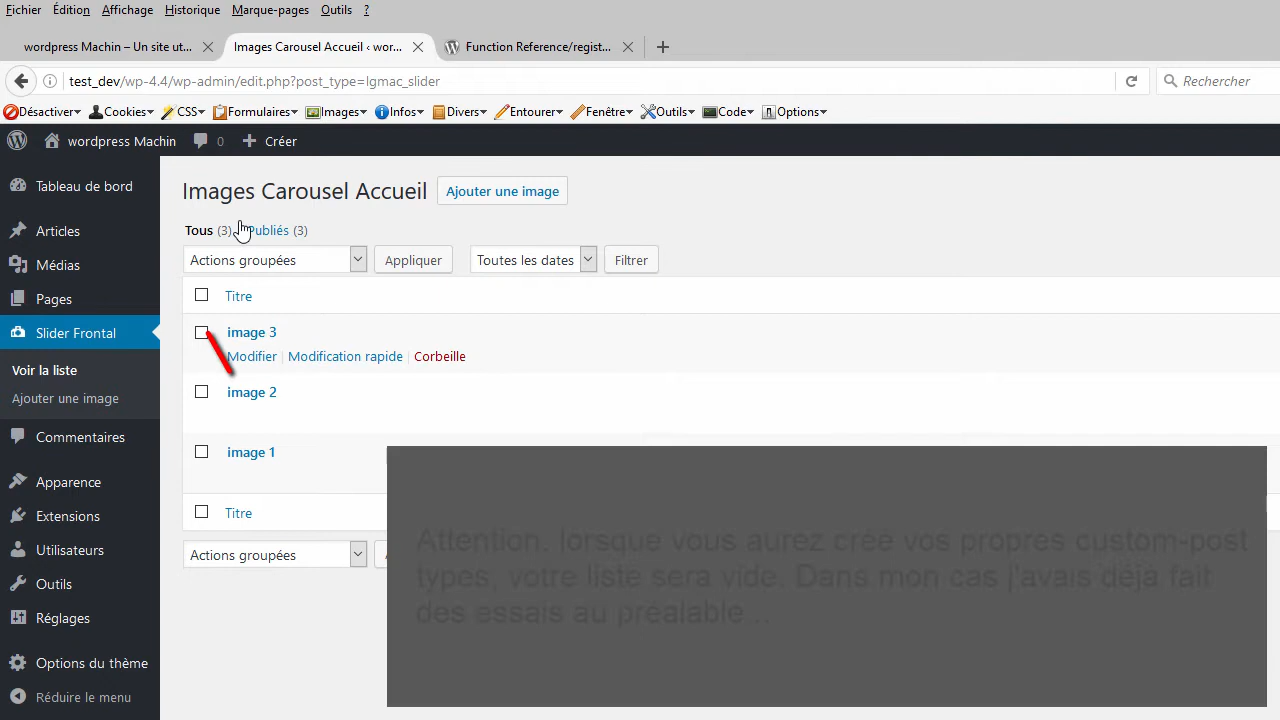 Fichier Édition Affichage Historique Marque-pages Outils ?
wordpress Machin – Un site ut... Images Carousel Accueil ‹ wor... Function Reference/regist...
test_dev/wp-4.4/wp-admin/edit.php?post_type=lgmac_slider Rechercher
Désactiver Cookies CSS Formulaires Images Infos Divers Entourer Fenêtre Outils Code Options
wordpress Machin 0 Créer
Tableau de bord
Articles
Médias
Pages
Slider Frontal
Voir la liste
Ajouter une image
Commentaires
Apparence
Extensions
Utilisateurs
Outils
Réglages
Options du thème
Réduire le menu
Images Carousel Accueil Ajouter une image
Tous (3) Publiés (3)
Actions groupées Appliquer Toutes les dates Filtrer
Titre
image 3
Modifier | Modification rapide | Corbeille
image 2
image 1
Titre
Actions groupées
Attention, lorsque vous aurez crée vos propres custom-post
types, votre liste sera vide. Dans mon cas j'avais déja fait
des essais au préalable...